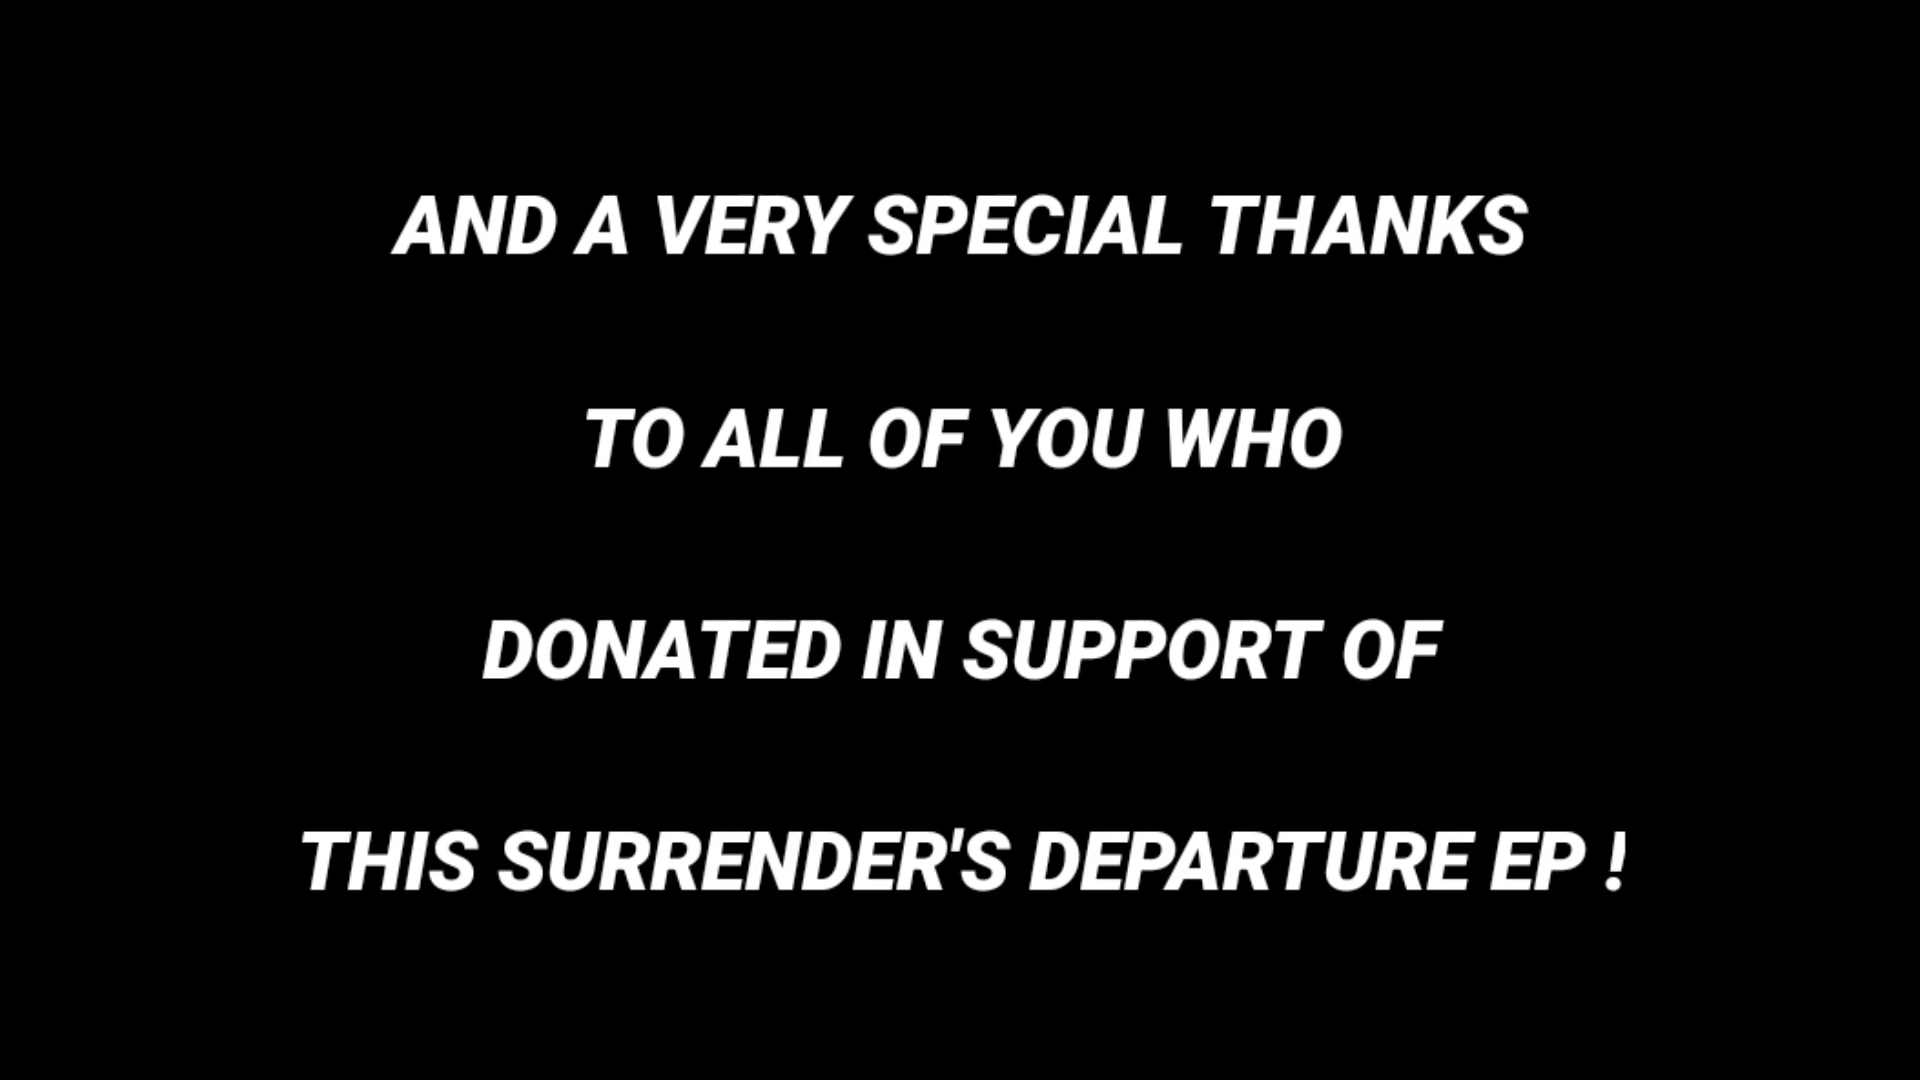 AND A VERY SPECIAL THANKS
TO ALL OF YOU WHO
DONATED IN SUPPORT OF
THIS SURRENDER'S DEPARTURE EP !